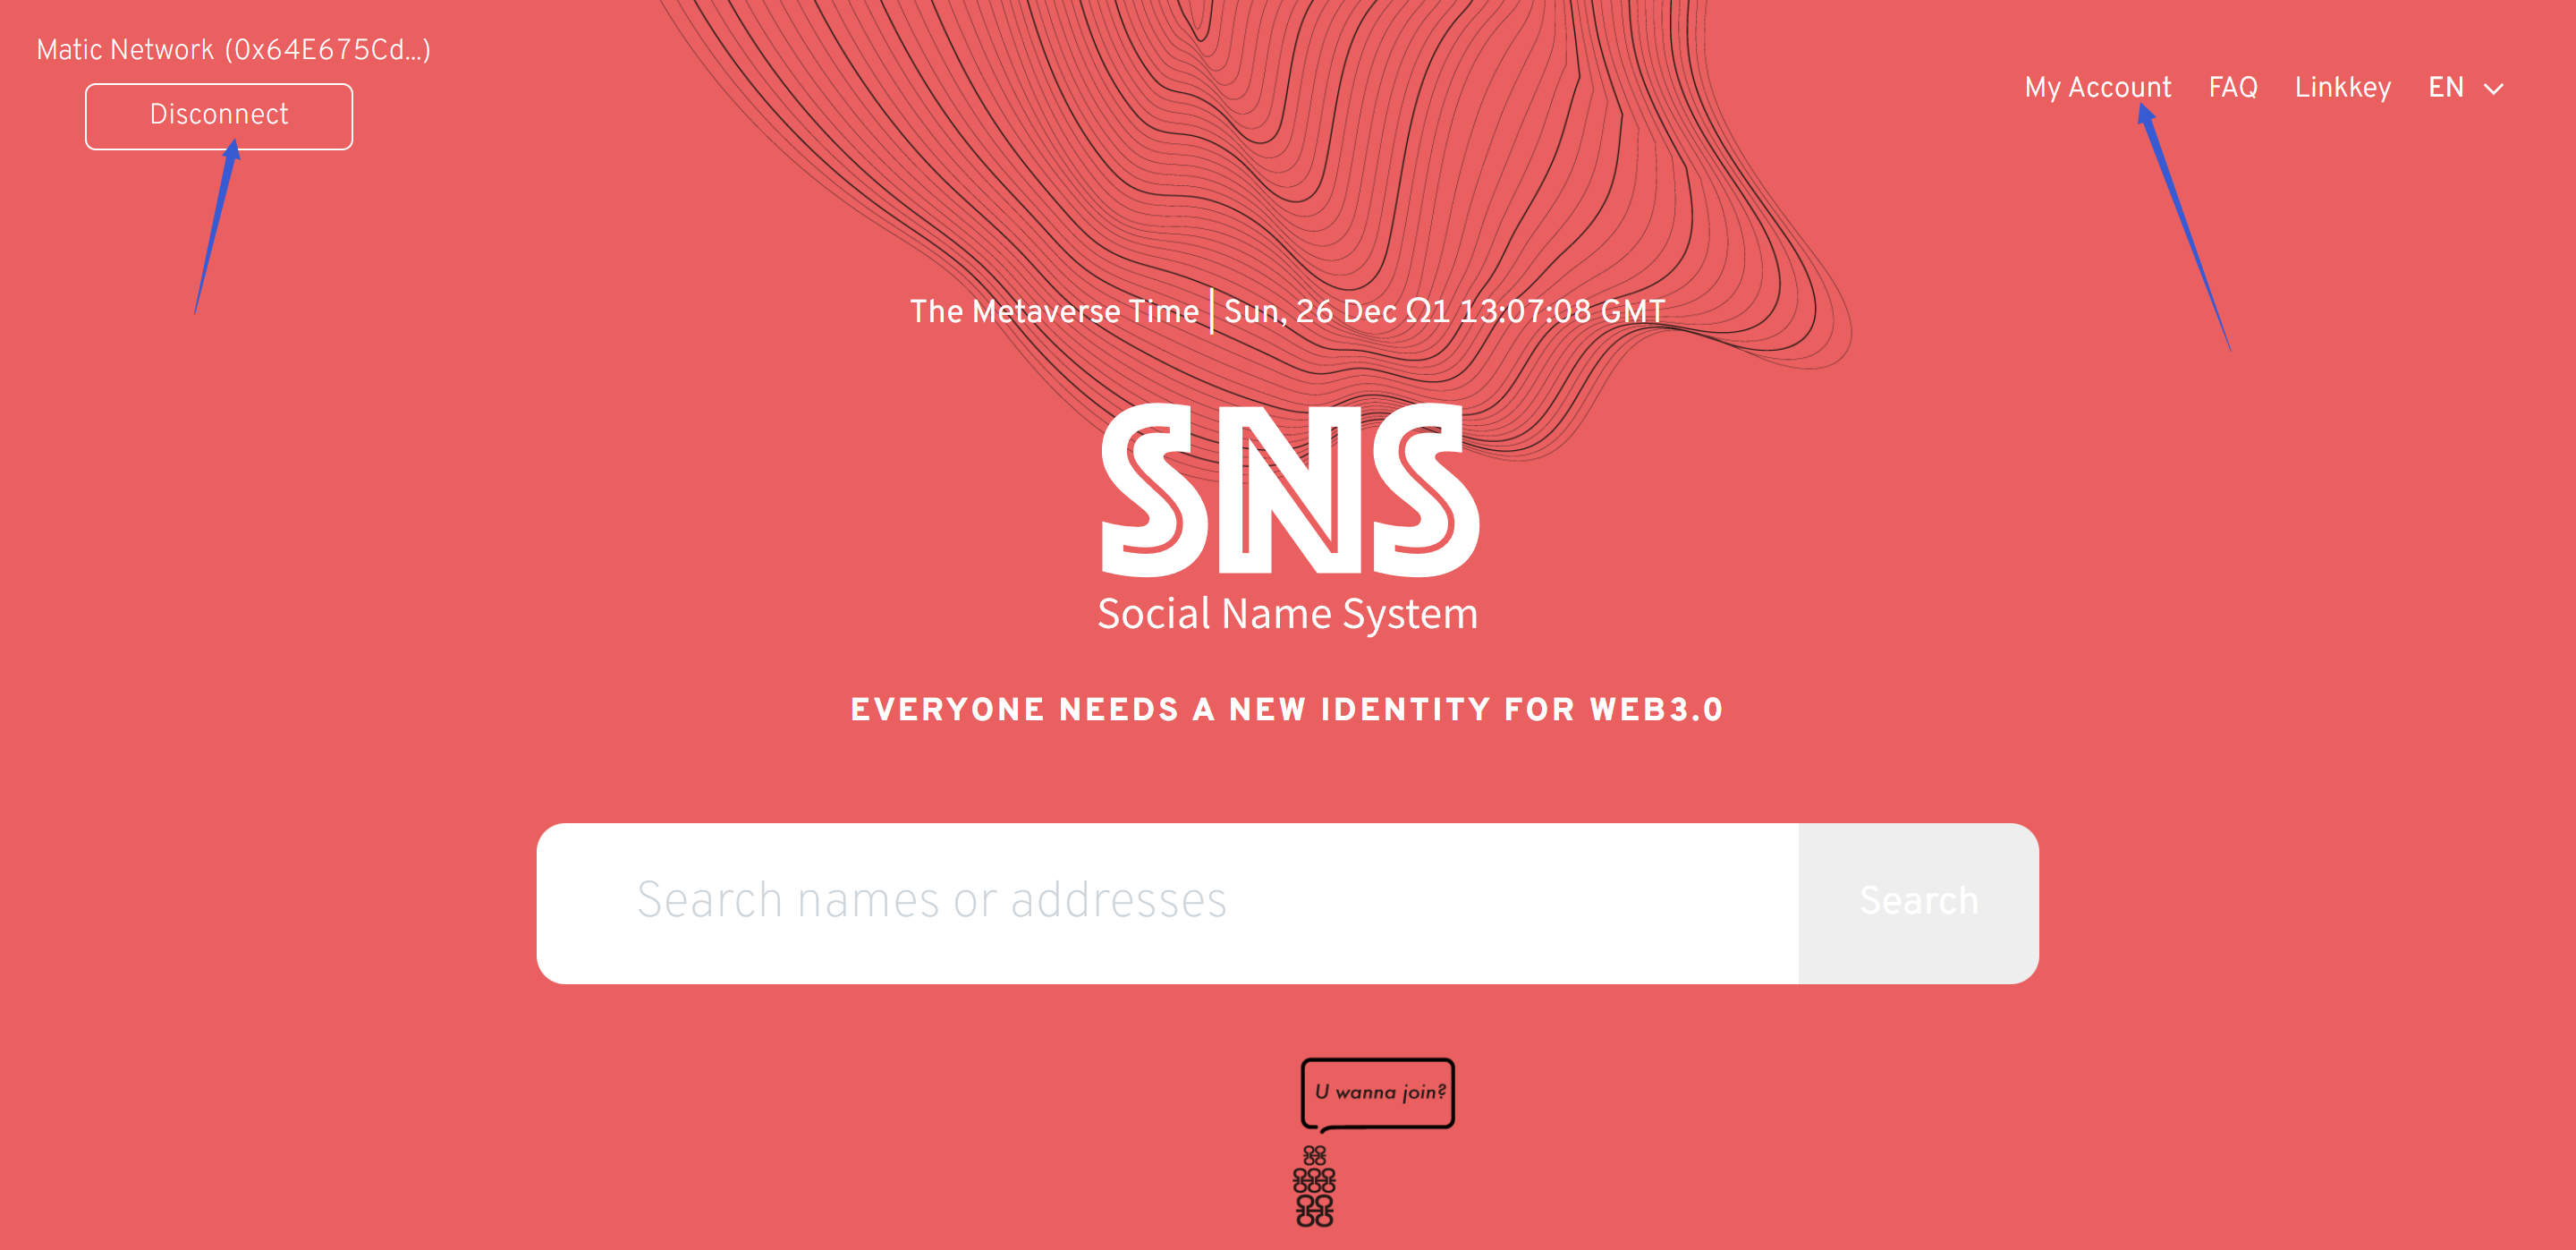 Matic Network (0x64E675Cd...)
Disconnect
My Account FAQ Linkkey EN
The Metaverse Time | Sun, 26 Dec Ω1 13:07:08 GMT
SNS
Social Name System
EVERYONE NEEDS A NEW IDENTITY FOR WEB3.0
Search names or addresses
Search
U wanna join?